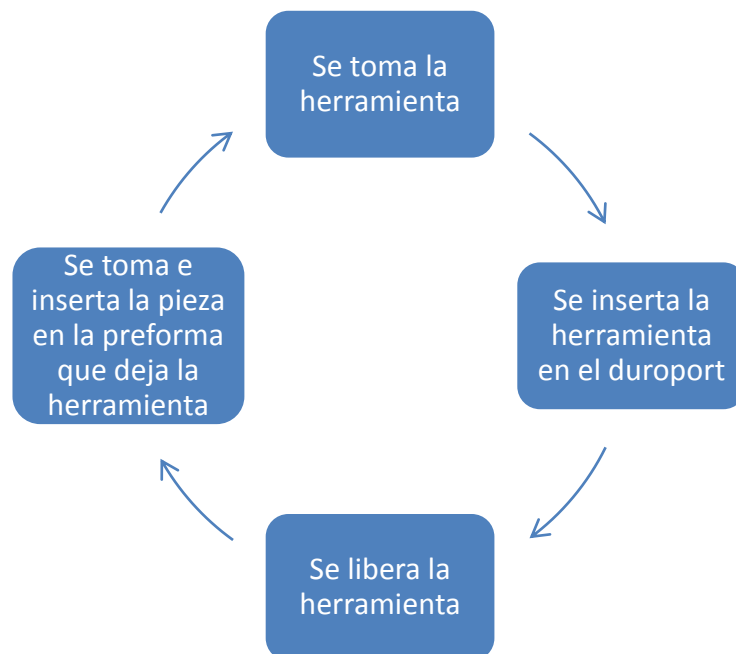 Se toma la
herramienta
Se inserta la
herramienta
en el duroport
Se libera la
herramienta
Se toma e
inserta la pieza
en la preforma
que deja la
herramienta